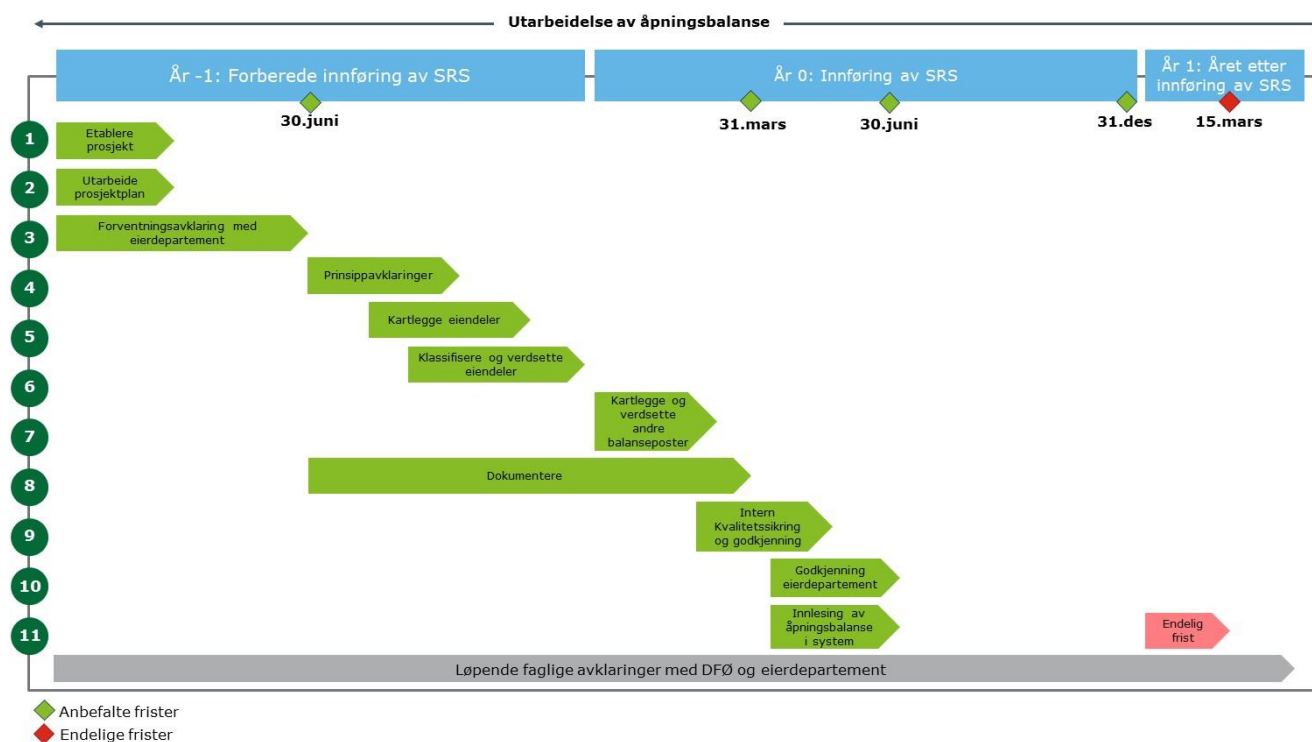 Utarbeidelse av åpningsbalanse
År -1: Forberede innføring av SRS
År 0: Innføring av SRS
År 1: Året etter
innføring av SRS
30.juni
31.mars
30.juni
31.des
15.mars
1
Etablere
prosjekt
2
Utarbeide
prosjektplan
3
Forventningsavklaring med
eierdepartement
4
Prinsippavklaringer
5
Kartlegge eiendeler
6
Klassifisere og verdsette
eiendeler
7
Kartlegge og
verdsette
andre
balanseposter
8
Dokumentere
9
Intern
Kvalitetssikring
og godkjenning
10
Godkjenning
eierdepartement
11
Innlesing av
åpningsbalanse
i system
Endelig
frist
Løpende faglige avklaringer med DFØ og eierdepartement
Anbefalte frister
Endelige frister